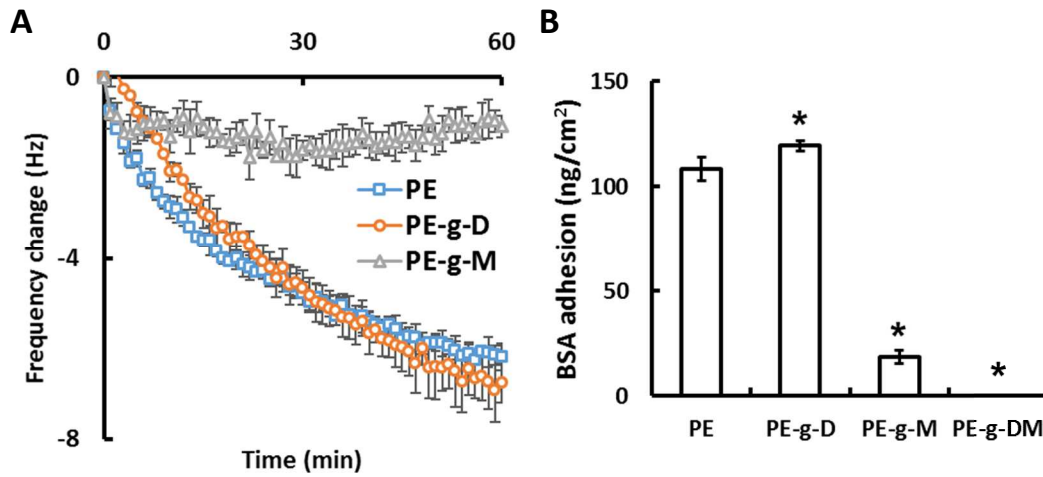 A
0 30 60
0
-4
-8
Frequency change (Hz)
PE
PE-g-D
PE-g-M
Time (min)
B
150
100
50
0
BSA adhesion (ng/cm²)
*
*
*
*
PE PE-g-D PE-g-M PE-g-DM